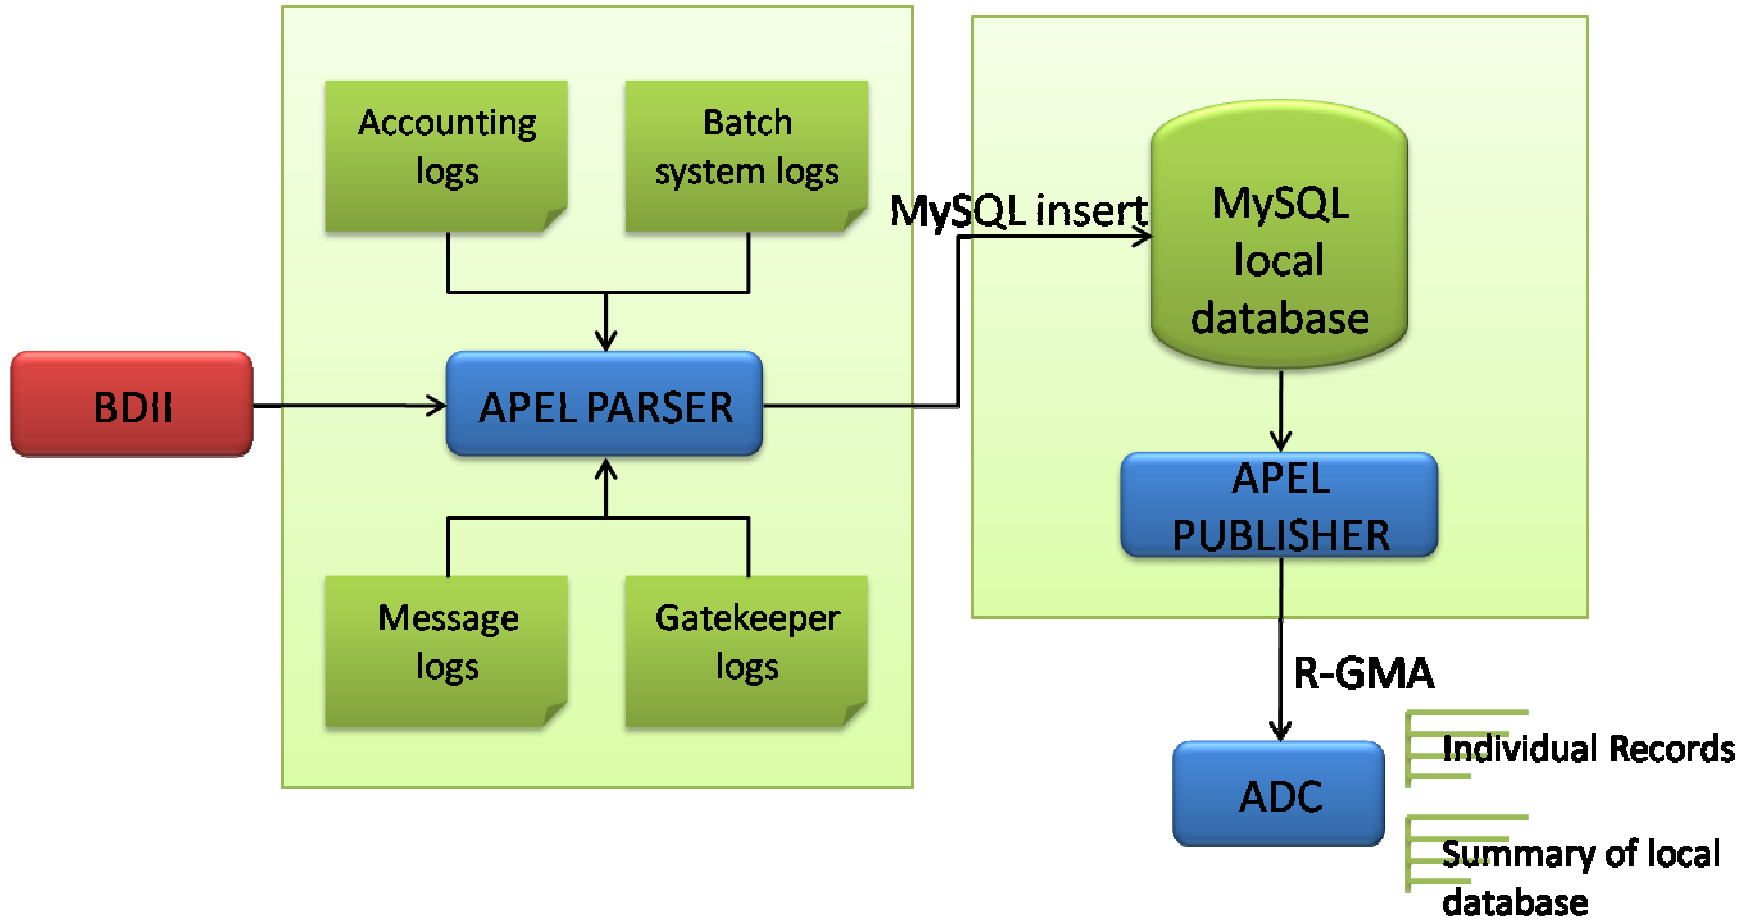 Accounting
logs
Batch
system logs
MySQL insert
MySQL
local
database
BDII
APEL PARSER
APEL
PUBLISHER
Message
logs
Gatekeeper
logs
R-GMA
ADC
Individual Records
Summary of local
database